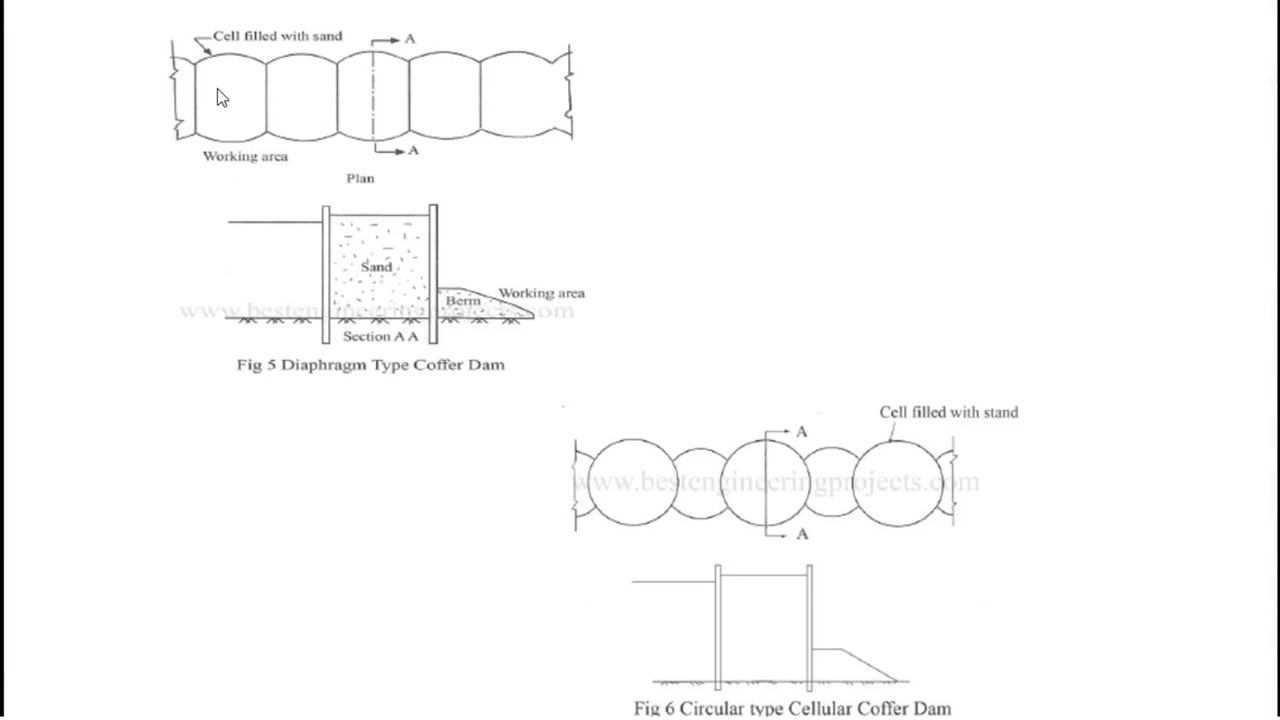 Cell filled with sand
A
A
Working area
Plan
Sand
Working area
Berm
www.bestengineeringprojects.com
Section A A
Fig 5 Diaphragm Type Coffer Dam
Cell filled with stand
A
www.bestengineeringprojects.com
A
Fig 6 Circular type Cellular Coffer Dam